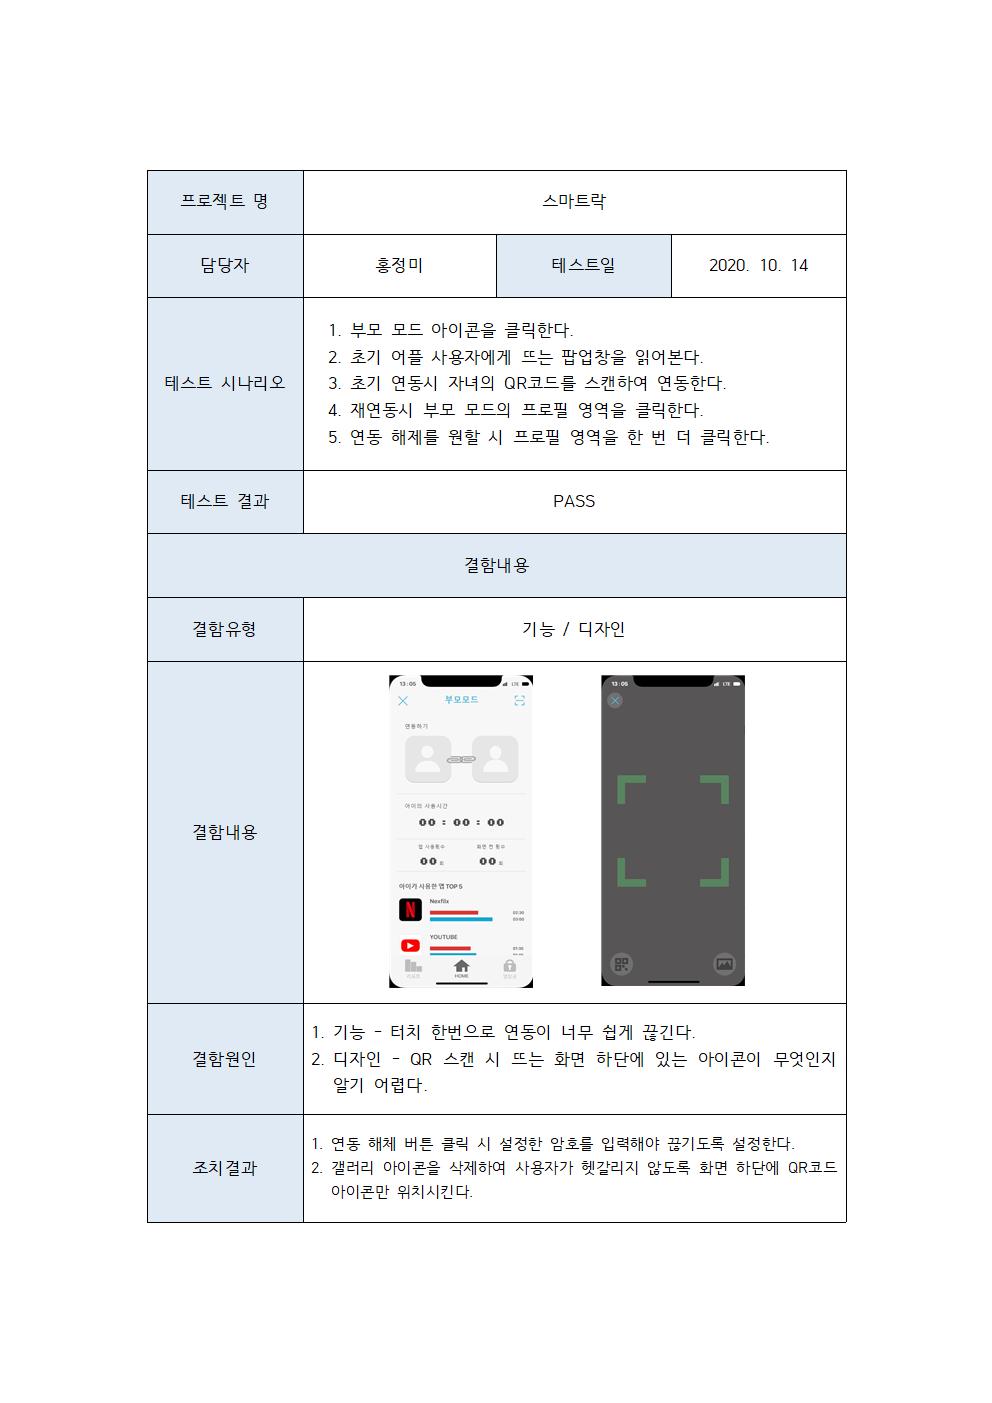 프로젝트 명
스마트락
담당자
홍정미
테스트일
2020. 10. 14
테스트 시나리오
1. 부모 모드 아이콘을 클릭한다.
2. 초기 어플 사용자에게 뜨는 팝업창을 읽어본다.
3. 초기 연동시 자녀의 QR코드를 스캔하여 연동한다.
4. 재연동시 부모 모드의 프로필 영역을 클릭한다.
5. 연동 해제를 원할 시 프로필 영역을 한 번 더 클릭한다.
테스트 결과
PASS
결함내용
결함유형
기능 / 디자인
결함내용
13:05 LTE
부모모드
연동하기
아이의 사용시간
00 : 00 : 00
앱 사용횟수
화면 켠 횟수
00 회
00 회
아이가 사용한 앱 TOP 5
Nexfilx
N
YOUTUBE
HOME
13:05 LTE
결함원인
1. 기능 - 터치 한번으로 연동이 너무 쉽게 끊긴다.
2. 디자인 - QR 스캔 시 뜨는 화면 하단에 있는 아이콘이 무엇인지
알기 어렵다.
조치결과
1. 연동 해체 버튼 클릭 시 설정한 암호를 입력해야 끊기도록 설정한다.
2. 갤러리 아이콘을 삭제하여 사용자가 헷갈리지 않도록 화면 하단에 QR코드
아이콘만 위치시킨다.